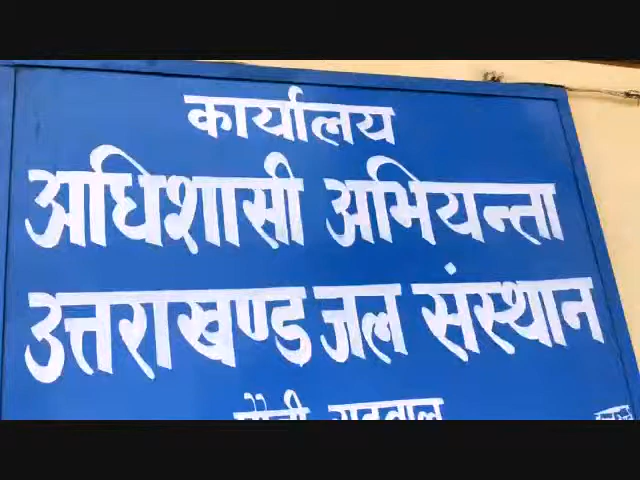 कार्यालय
अधिशासी अभियन्ता
उत्तराखण्ड जल संस्थान